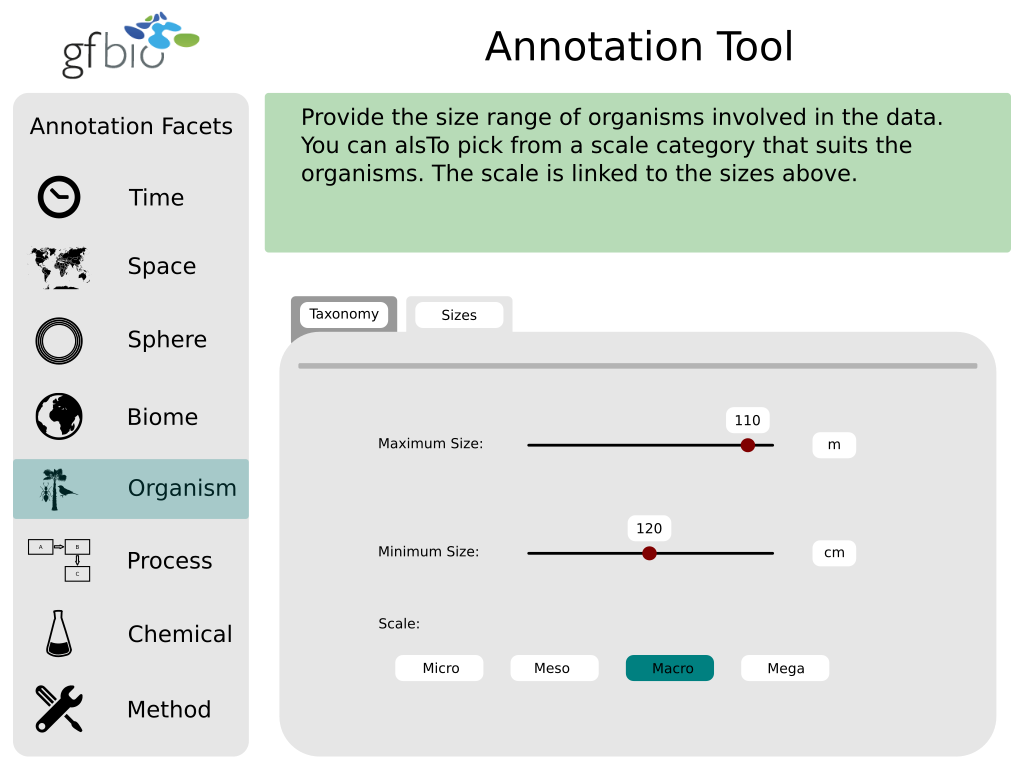 gfbio
Annotation Tool
Annotation Facets
Time
Space
Sphere
Biome
Organism
A
B
C
Process
Chemical
Method
Provide the size range of organisms involved in the data.
You can alsTo pick from a scale category that suits the
organisms. The scale is linked to the sizes above.
Taxonomy
Sizes
110
Maximum Size:
m
120
Minimum Size:
cm
Scale:
Micro
Meso
Macro
Mega